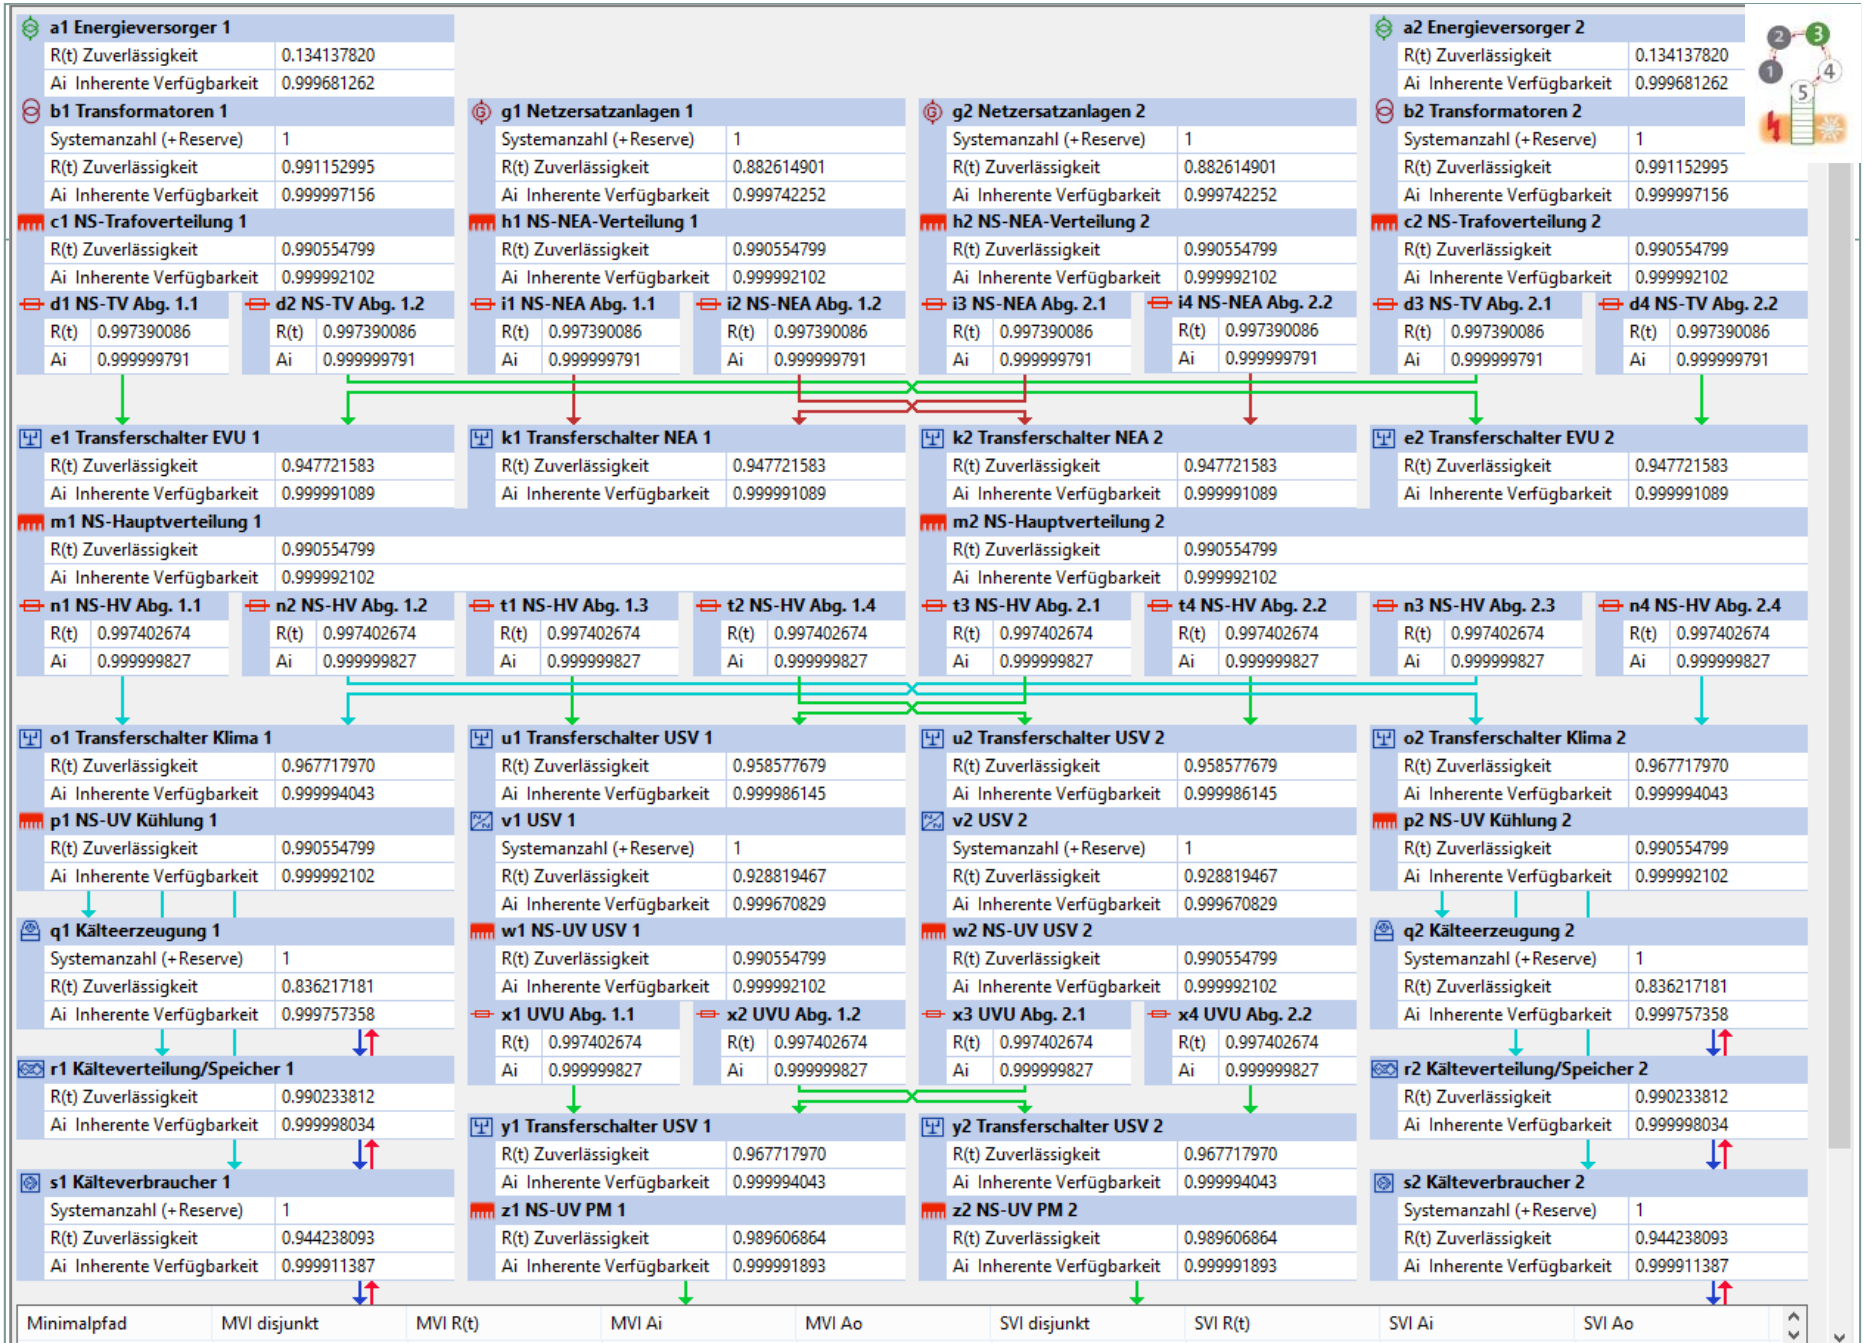 a1 Energieversorger 1 a2 Energieversorger 2
R(t) Zuverlässigkeit 0.134137820 R(t) Zuverlässigkeit 0.134137820
Ai Inherente Verfügbarkeit 0.999681262 Ai Inherente Verfügbarkeit 0.999681262
2 3
1 4
5
b1 Transformatoren 1 g1 Netzersatzanlagen 1 g2 Netzersatzanlagen 2 b2 Transformatoren 2
Systemanzahl (+Reserve) 1 Systemanzahl (+Reserve) 1 Systemanzahl (+Reserve) 1 Systemanzahl (+Reserve) 1
R(t) Zuverlässigkeit 0.991152995 R(t) Zuverlässigkeit 0.882614901 R(t) Zuverlässigkeit 0.882614901 R(t) Zuverlässigkeit 0.991152995
Ai Inherente Verfügbarkeit 0.999997156 Ai Inherente Verfügbarkeit 0.999742252 Ai Inherente Verfügbarkeit 0.999742252 Ai Inherente Verfügbarkeit 0.999997156
c1 NS-Trafoverteilung 1 h1 NS-NEA-Verteilung 1 h2 NS-NEA-Verteilung 2 c2 NS-Trafoverteilung 2
R(t) Zuverlässigkeit 0.990554799 R(t) Zuverlässigkeit 0.990554799 R(t) Zuverlässigkeit 0.990554799 R(t) Zuverlässigkeit 0.990554799
Ai Inherente Verfügbarkeit 0.999992102 Ai Inherente Verfügbarkeit 0.999992102 Ai Inherente Verfügbarkeit 0.999992102 Ai Inherente Verfügbarkeit 0.999992102
d1 NS-TV Abg. 1.1 d2 NS-TV Abg. 1.2 i1 NS-NEA Abg. 1.1 i2 NS-NEA Abg. 1.2 i3 NS-NEA Abg. 2.1 i4 NS-NEA Abg. 2.2 d3 NS-TV Abg. 2.1 d4 NS-TV Abg. 2.2
R(t) 0.997390086 R(t) 0.997390086 R(t) 0.997390086 R(t) 0.997390086 R(t) 0.997390086 R(t) 0.997390086 R(t) 0.997390086 R(t) 0.997390086
Ai 0.999999791 Ai 0.999999791 Ai 0.999999791 Ai 0.999999791 Ai 0.999999791 Ai 0.999999791 Ai 0.999999791 Ai 0.999999791
e1 Transferschalter EVU 1 k1 Transferschalter NEA 1 k2 Transferschalter NEA 2 e2 Transferschalter EVU 2
R(t) Zuverlässigkeit 0.947721583 R(t) Zuverlässigkeit 0.947721583 R(t) Zuverlässigkeit 0.947721583 R(t) Zuverlässigkeit 0.947721583
Ai Inherente Verfügbarkeit 0.999991089 Ai Inherente Verfügbarkeit 0.999991089 Ai Inherente Verfügbarkeit 0.999991089 Ai Inherente Verfügbarkeit 0.999991089
m1 NS-Hauptverteilung 1 m2 NS-Hauptverteilung 2
R(t) Zuverlässigkeit 0.990554799 R(t) Zuverlässigkeit 0.990554799
Ai Inherente Verfügbarkeit 0.999992102 Ai Inherente Verfügbarkeit 0.999992102
n1 NS-HV Abg. 1.1 n2 NS-HV Abg. 1.2 t1 NS-HV Abg. 1.3 t2 NS-HV Abg. 1.4 t3 NS-HV Abg. 2.1 t4 NS-HV Abg. 2.2 n3 NS-HV Abg. 2.3 n4 NS-HV Abg. 2.4
R(t) 0.997402674 R(t) 0.997402674 R(t) 0.997402674 R(t) 0.997402674 R(t) 0.997402674 R(t) 0.997402674 R(t) 0.997402674 R(t) 0.997402674
Ai 0.999999827 Ai 0.999999827 Ai 0.999999827 Ai 0.999999827 Ai 0.999999827 Ai 0.999999827 Ai 0.999999827 Ai 0.999999827
o1 Transferschalter Klima 1 u1 Transferschalter USV 1 u2 Transferschalter USV 2 o2 Transferschalter Klima 2
R(t) Zuverlässigkeit 0.967717970 R(t) Zuverlässigkeit 0.958577679 R(t) Zuverlässigkeit 0.958577679 R(t) Zuverlässigkeit 0.967717970
Ai Inherente Verfügbarkeit 0.999994043 Ai Inherente Verfügbarkeit 0.999986145 Ai Inherente Verfügbarkeit 0.999986145 Ai Inherente Verfügbarkeit 0.999994043
p1 NS-UV Kühlung 1 v1 USV 1 v2 USV 2 p2 NS-UV Kühlung 2
R(t) Zuverlässigkeit 0.990554799 Systemanzahl (+Reserve) 1 Systemanzahl (+Reserve) 1 R(t) Zuverlässigkeit 0.990554799
Ai Inherente Verfügbarkeit 0.999992102 R(t) Zuverlässigkeit 0.928819467 R(t) Zuverlässigkeit 0.928819467 Ai Inherente Verfügbarkeit 0.999992102
Ai Inherente Verfügbarkeit 0.999670829 Ai Inherente Verfügbarkeit 0.999670829
q1 Kälteerzeugung 1 w1 NS-UV USV 1 w2 NS-UV USV 2 q2 Kälteerzeugung 2
Systemanzahl (+Reserve) 1 R(t) Zuverlässigkeit 0.990554799 R(t) Zuverlässigkeit 0.990554799 Systemanzahl (+Reserve) 1
R(t) Zuverlässigkeit 0.836217181 Ai Inherente Verfügbarkeit 0.999992102 Ai Inherente Verfügbarkeit 0.999992102 R(t) Zuverlässigkeit 0.836217181
Ai Inherente Verfügbarkeit 0.999757358 x1 UVU Abg. 1.1 x2 UVU Abg. 1.2 x3 UVU Abg. 2.1 x4 UVU Abg. 2.2 Ai Inherente Verfügbarkeit 0.999757358
R(t) 0.997402674 R(t) 0.997402674 R(t) 0.997402674 R(t) 0.997402674
r1 Kälteverteilung/Speicher 1 Ai 0.999999827 Ai 0.999999827 Ai 0.999999827 Ai 0.999999827 r2 Kälteverteilung/Speicher 2
R(t) Zuverlässigkeit 0.990233812 R(t) Zuverlässigkeit 0.990233812
Ai Inherente Verfügbarkeit 0.999998034 y1 Transferschalter USV 1 y2 Transferschalter USV 2 Ai Inherente Verfügbarkeit 0.999998034
R(t) Zuverlässigkeit 0.967717970 R(t) Zuverlässigkeit 0.967717970
s1 Kälteverbraucher 1 Ai Inherente Verfügbarkeit 0.999994043 Ai Inherente Verfügbarkeit 0.999994043 s2 Kälteverbraucher 2
Systemanzahl (+Reserve) 1 z1 NS-UV PM 1 z2 NS-UV PM 2 Systemanzahl (+Reserve) 1
R(t) Zuverlässigkeit 0.944238093 R(t) Zuverlässigkeit 0.989606864 R(t) Zuverlässigkeit 0.989606864 R(t) Zuverlässigkeit 0.944238093
Ai Inherente Verfügbarkeit 0.999911387 Ai Inherente Verfügbarkeit 0.999991893 Ai Inherente Verfügbarkeit 0.999991893 Ai Inherente Verfügbarkeit 0.999911387
Minimalpfad MVI disjunkt MVI R(t) MVI Ai MVI Ao SVI disjunkt SVI R(t) SVI Ai SVI Ao